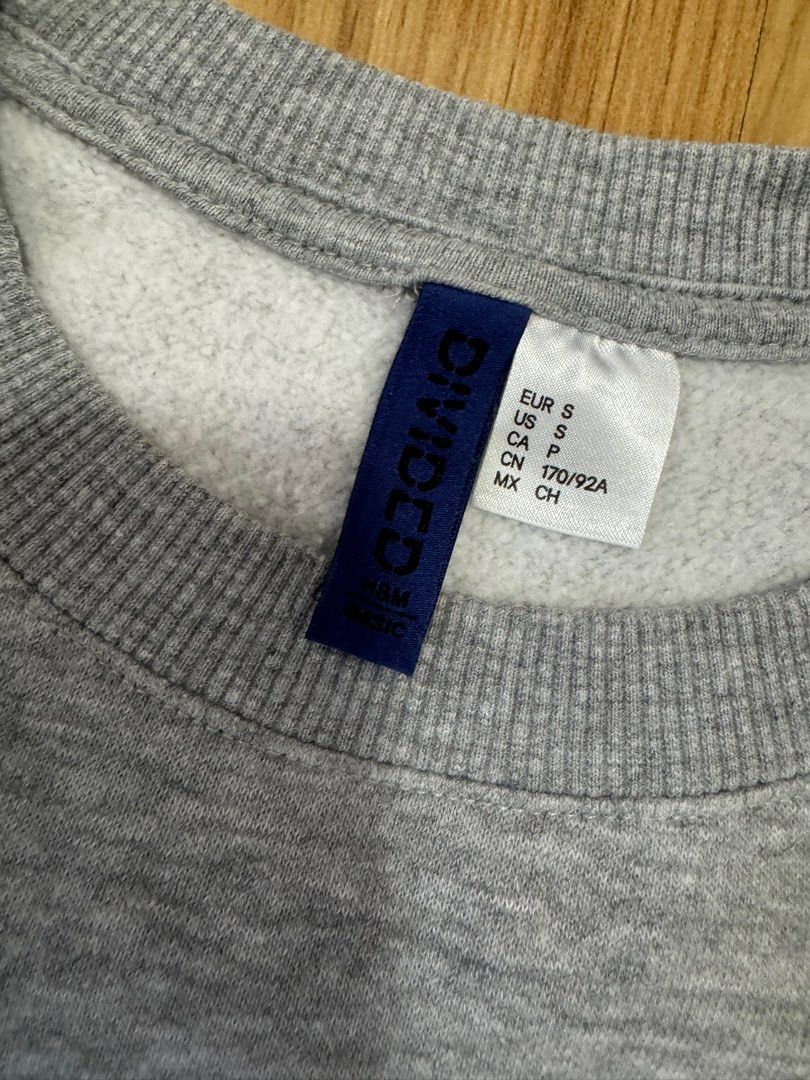 DIVIDED
H&M
BASIC
EUR S
US S
CA P
CN 170/92A
MX CH